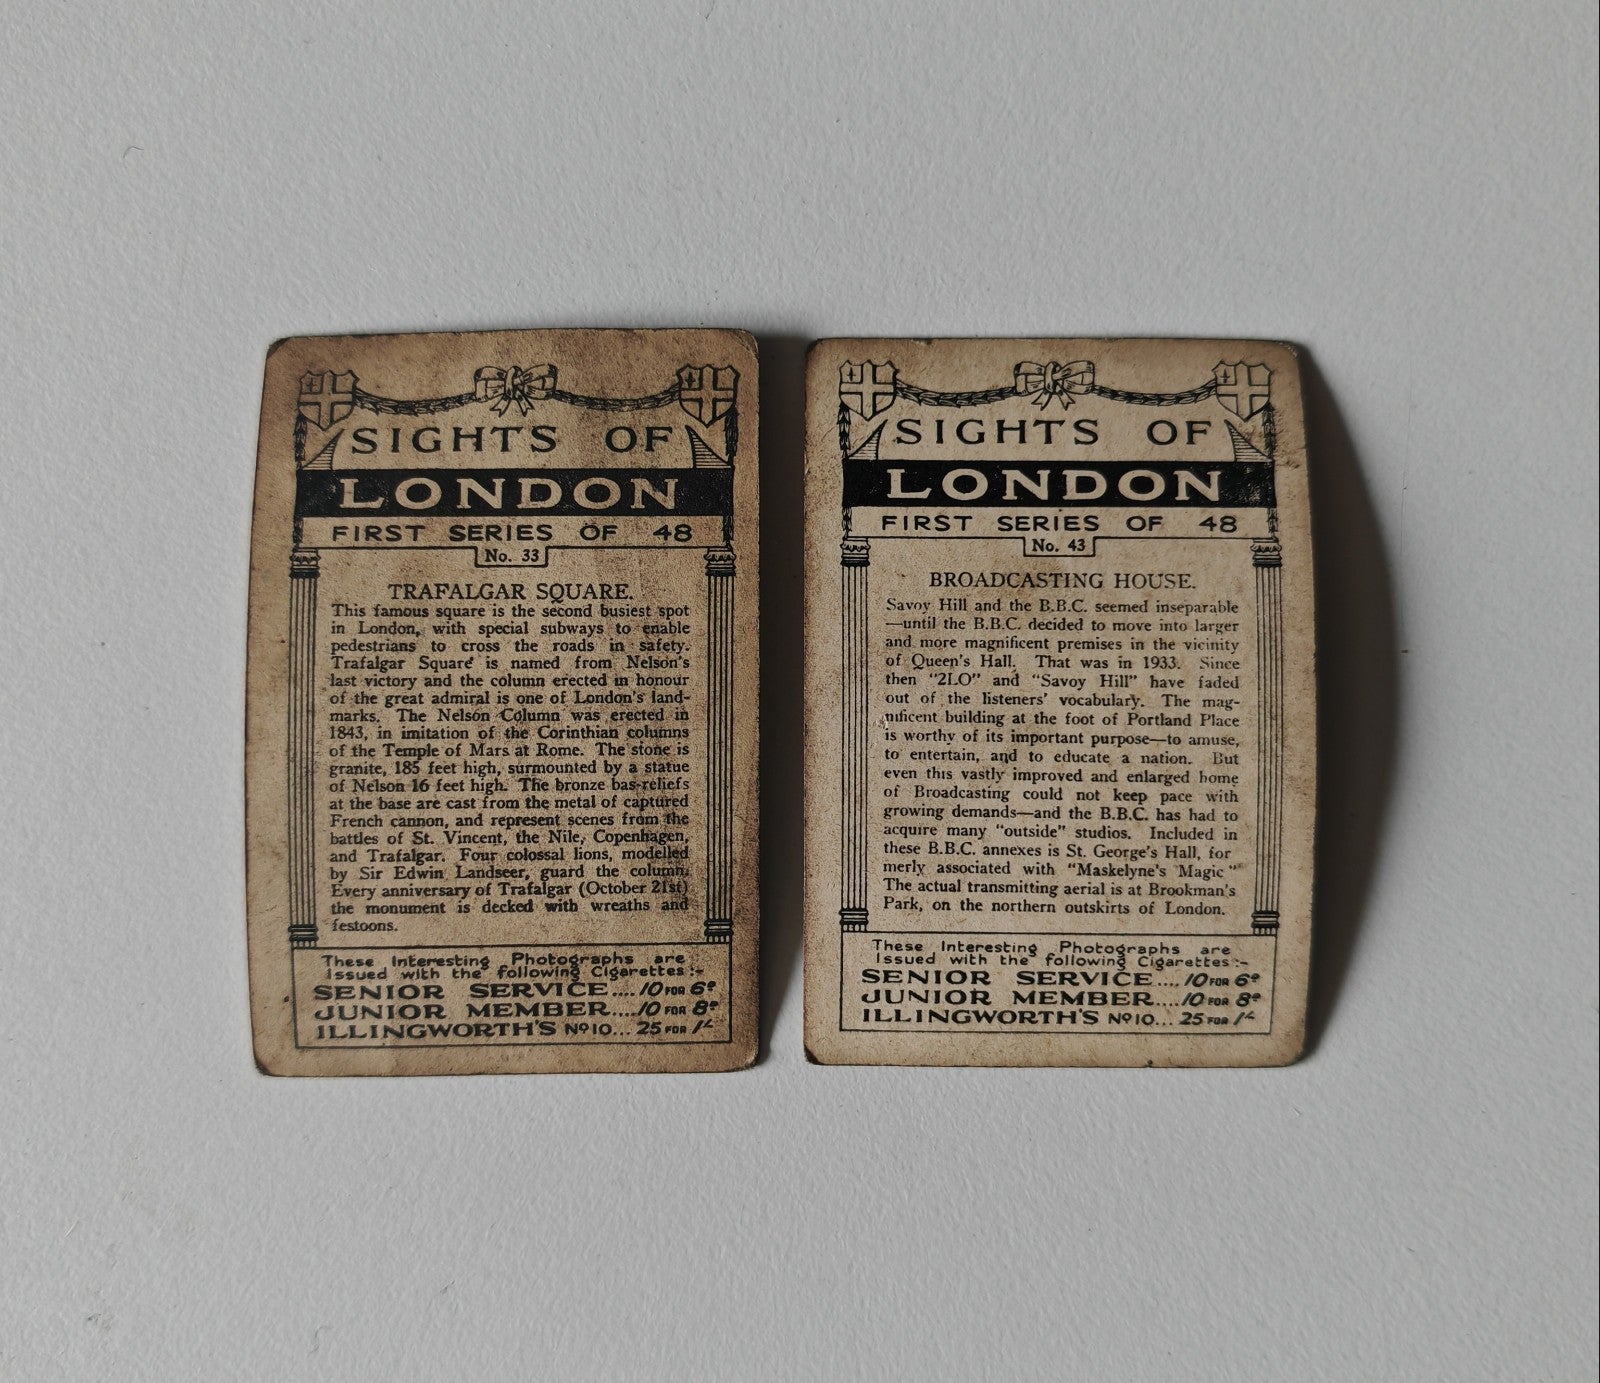 SIGHTS OF
LONDON
FIRST SERIES OF 48
No. 33
TRAFALGAR SQUARE.
This famous square is the second busiest spot
in London, with special subways to enable
pedestrians to cross the roads in safety.
Trafalgar Square is named from Nelson's
last victory and the column erected in honour
of the great admiral is one of London's land-
marks. The Nelson Column was erected in
1843, in imitation of the Corinthian columns
of the Temple of Mars at Rome. The stone is
granite, 185 feet high, surmounted by a statue
of Nelson 16 feet high. The bronze bas-reliefs
at the base are cast from the metal of captured
French cannon, and represent scenes from the
battles of St. Vincent, the Nile, Copenhagen,
and Trafalgar. Four colossal lions, modelled
by Sir Edwin Landseer, guard the column.
Every anniversary of Trafalgar (October 21st)
the monument is decked with wreaths and
festoons.
These Interesting Photographs are
Issued with the following Cigarettes:-
SENIOR SERVICE....10 FOR 6D
JUNIOR MEMBER....10 FOR 8D
ILLINGWORTH'S No10... 25 FOR 1/-
SIGHTS OF
LONDON
FIRST SERIES OF 48
No. 43
BROADCASTING HOUSE.
Savoy Hill and the B.B.C. seemed inseparable
—until the B.B.C. decided to move into larger
and more magnificent premises in the vicinity
of Queen's Hall. That was in 1933. Since
then "2LO" and "Savoy Hill" have faded
out of the listeners' vocabulary. The mag-
nificent building at the foot of Portland Place
is worthy of its important purpose—to amuse,
to entertain, and to educate a nation. But
even this vastly improved and enlarged home
of Broadcasting could not keep pace with
growing demands—and the B.B.C. has had to
acquire many "outside" studios. Included in
these B.B.C. annexes is St. George's Hall, for
merly associated with "Maskelyne's Magic"
The actual transmitting aerial is at Brookman's
Park, on the northern outskirts of London.
These Interesting Photographs are
Issued with the following Cigarettes:-
SENIOR SERVICE....10 FOR 6D
JUNIOR MEMBER....10 FOR 8D
ILLINGWORTH'S No10... 25 FOR 1/-